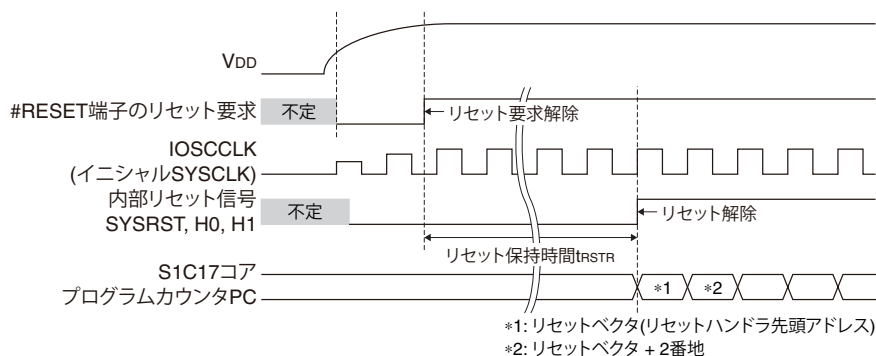 VDD
#RESET端子のリセット要求
不定
リセット要求解除
IOSCCLK
(イニシャルSYSCLK)
内部リセット信号
SYSRST, H0, H1
不定
リセット解除
リセット保持時間tRSTR
S1C17コア
プログラムカウンタPC
*1
*2
*1: リセットベクタ(リセットハンドラ先頭アドレス)
*2: リセットベクタ + 2番地